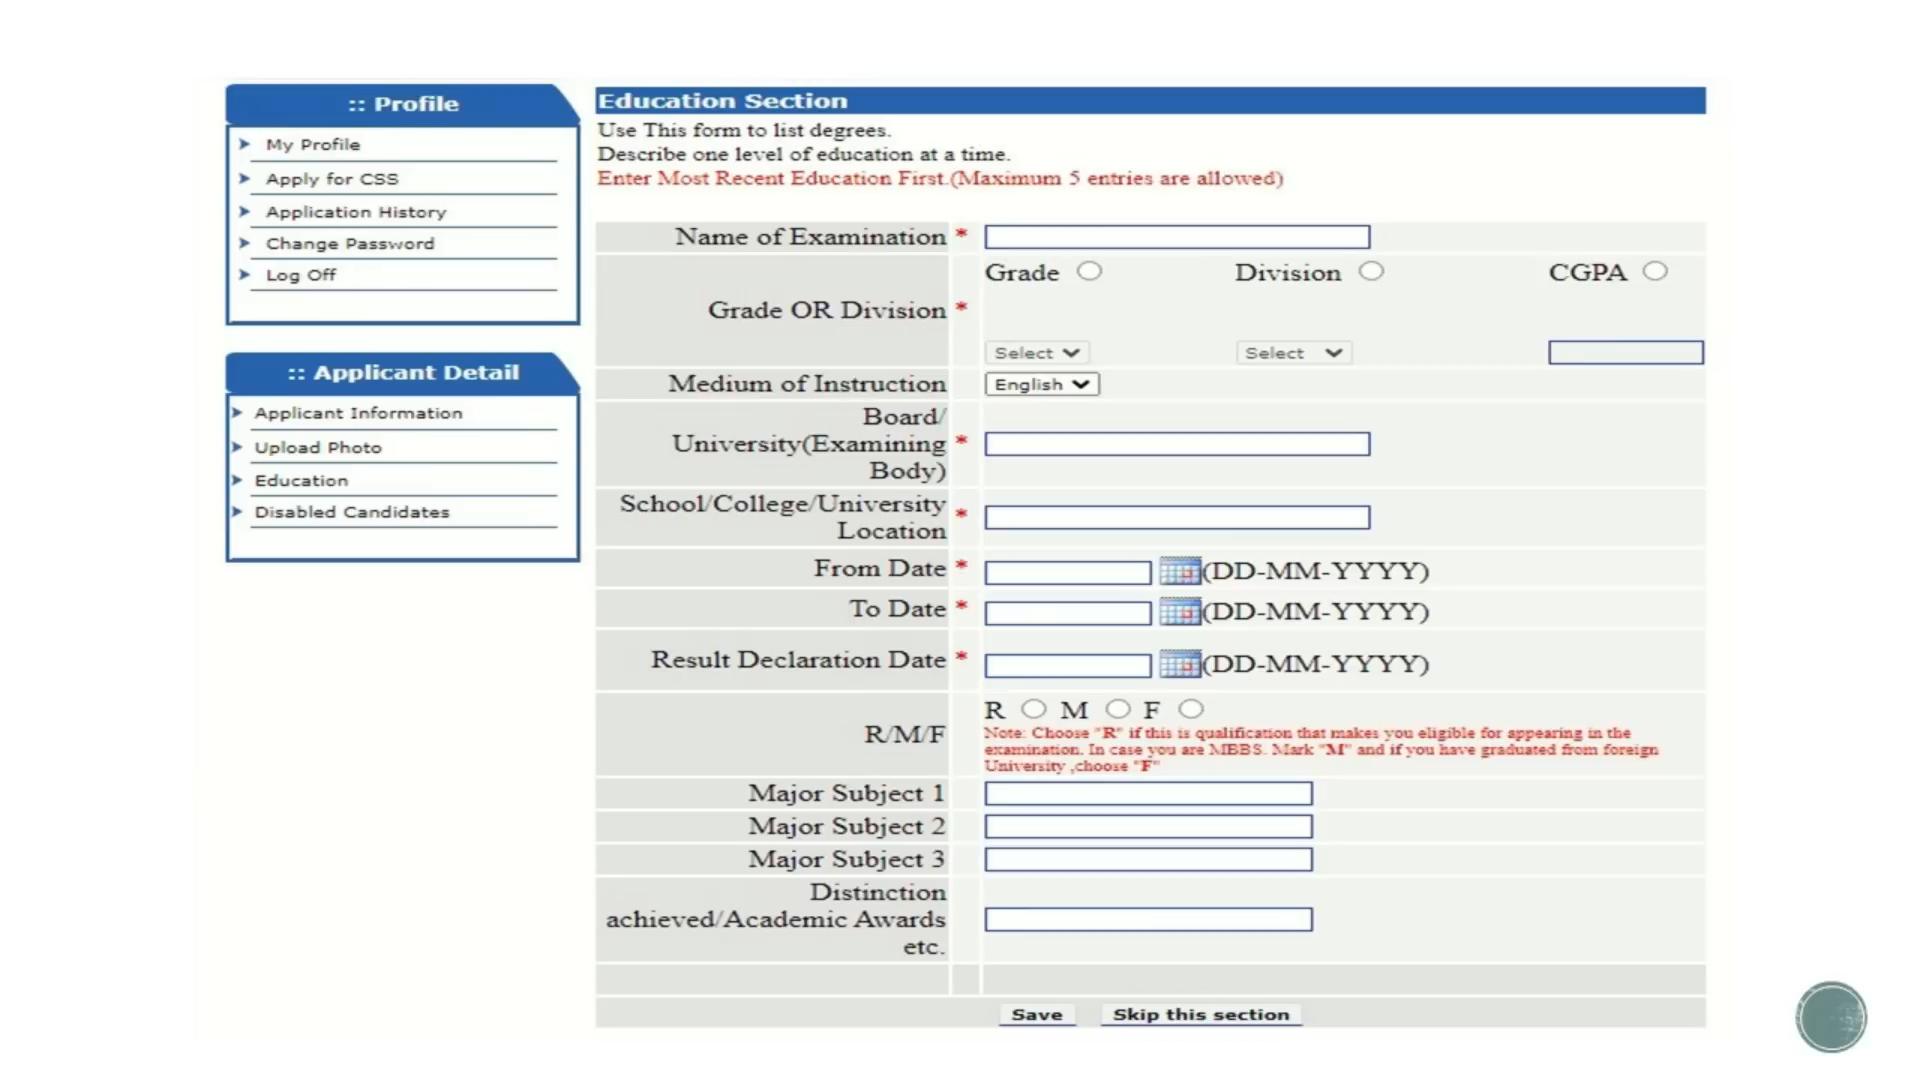 :: Profile
My Profile
Apply for CSS
Application History
Change Password
Log Off
:: Applicant Detail
Applicant Information
Upload Photo
Education
Disabled Candidates
Education Section
Use This form to list degrees.
Describe one level of education at a time.
Enter Most Recent Education First.(Maximum 5 entries are allowed)
Name of Examination *
Grade OR Division *
Grade Division CGPA
Select Select
Medium of Instruction English
Board/
University(Examining *
Body)
School/College/University *
Location
From Date * (DD-MM-YYYY)
To Date * (DD-MM-YYYY)
Result Declaration Date * (DD-MM-YYYY)
R/M/F
R M F
Note: Choose "R" if this is qualification that makes you eligible for appearing in the
examination. In case you are MBBS. Mark "M" and if you have graduated from foreign
University ,choose "F"
Major Subject 1
Major Subject 2
Major Subject 3
Distinction
achieved/Academic Awards
etc.
Save Skip this section